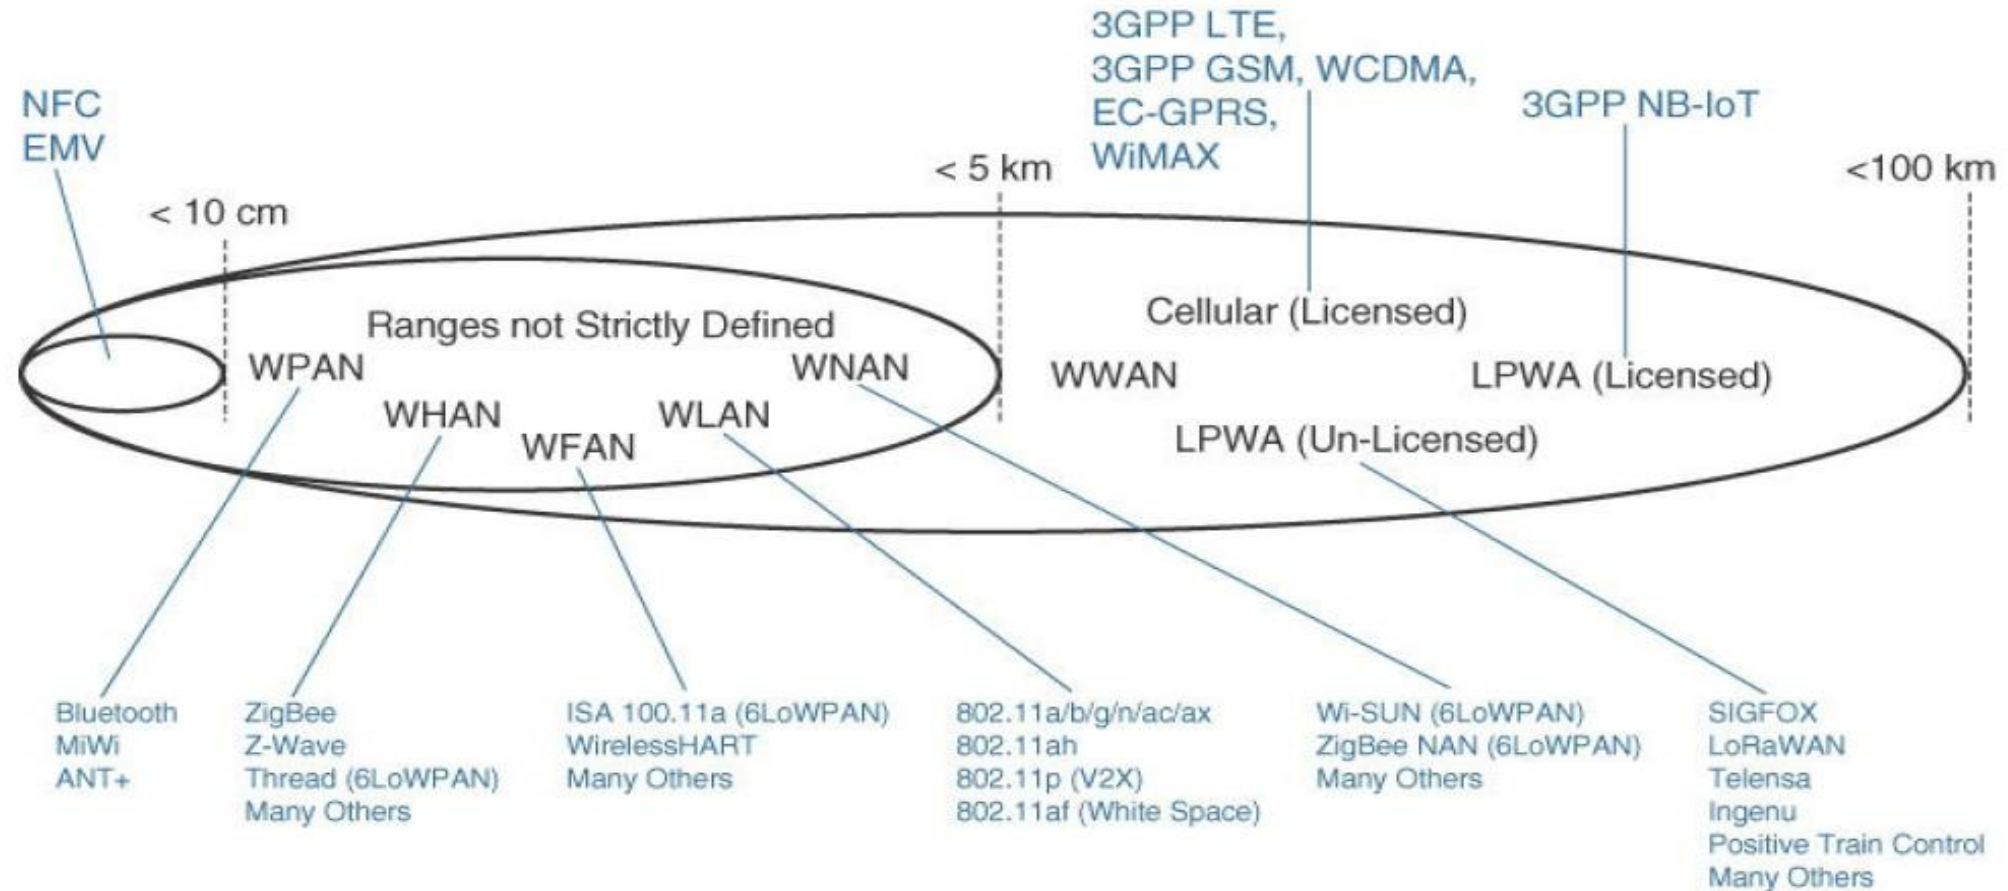 3GPP LTE,
3GPP GSM, WCDMA,
EC-GPRS,
WiMAX
3GPP NB-IoT
NFC
EMV
< 10 cm
< 5 km
<100 km
Ranges not Strictly Defined
WPAN
WHAN
WFAN
WLAN
WNAN
Cellular (Licensed)
WWAN
LPWA (Licensed)
LPWA (Un-Licensed)
Bluetooth
MiWi
ANT+
ZigBee
Z-Wave
Thread (6LoWPAN)
Many Others
ISA 100.11a (6LoWPAN)
WirelessHART
Many Others
802.11a/b/g/n/ac/ax
802.11ah
802.11p (V2X)
802.11af (White Space)
Wi-SUN (6LoWPAN)
ZigBee NAN (6LoWPAN)
Many Others
SIGFOX
LoRaWAN
Telensa
Ingenu
Positive Train Control
Many Others